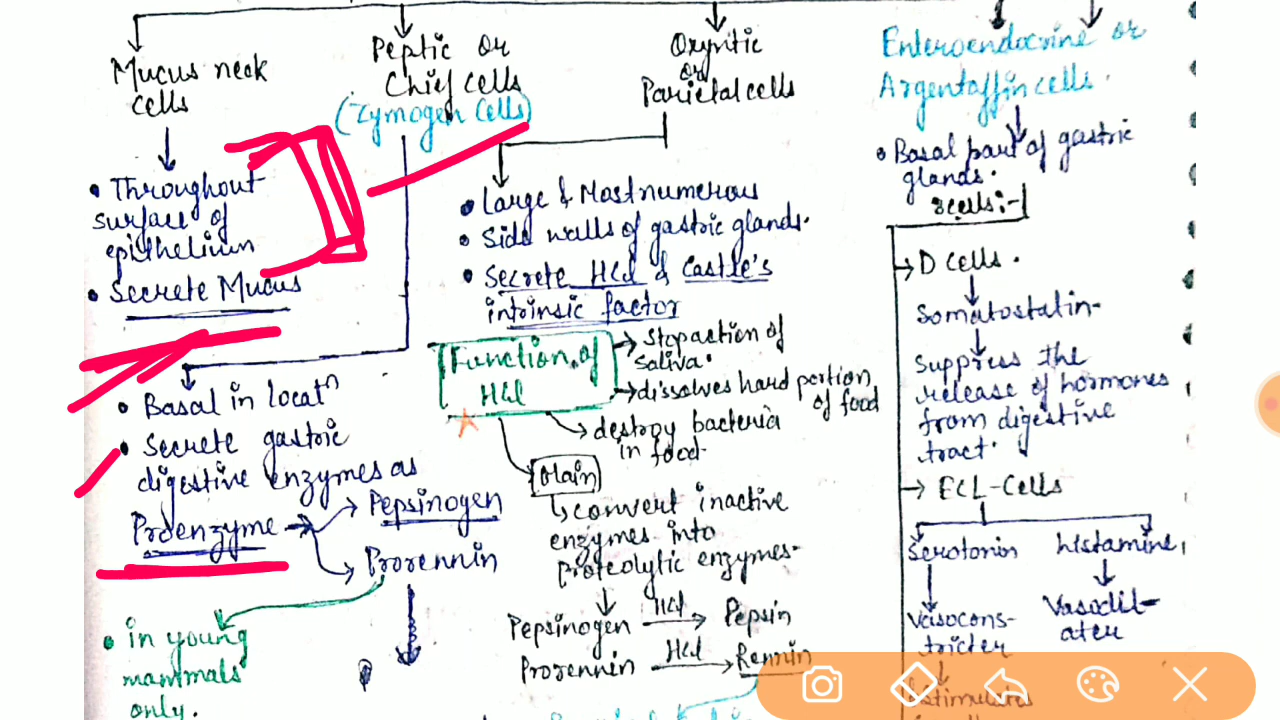 Mucus neck
cells
Peptic or
Chief cells
(Zymogen Cells)
Oxyntic
or
Parietal cells
Enteroendocrine or
Argentaffin cells.
• Throughout
surface of
epithelium
• Secrete Mucus
• Basal in locatn
• Secrete gastric
digestive enzymes as
Proenzyme
Pepsinogen
Prorennin
• in young
mammals
only.
• Large & Most numerous
• Side walls of gastric glands.
• Secrete Hcl & Castle's
intrinsic factor
Function of
Hcl
Stop action of
saliva.
dissolves hard portion
of food
destroy bacteria
in food.
Main
convert inactive
enzymes into
proteolytic enzymes.
Pepsinogen Hcl Pepsin
Prorennin Hcl Rennin
• Basal part of gastric
glands.
D cells.
Somatostatin-
suppress the
release of hormones
from digestive
tract.
ECL-Cells
Serotonin
histamine,
Vasocons-
tricter
Vasodil-
ater
stimulates